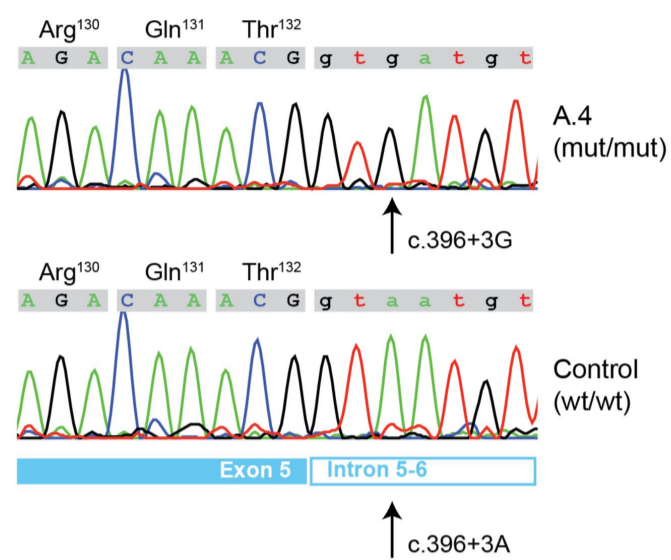 Arg130 Gln131 Thr132
A G A C A A A C G g t g a t g t
A.4
(mut/mut)
c.396+3G
Arg130 Gln131 Thr132
A G A C A A A C G g t a a t g t
Control
(wt/wt)
Exon 5 Intron 5-6
c.396+3A